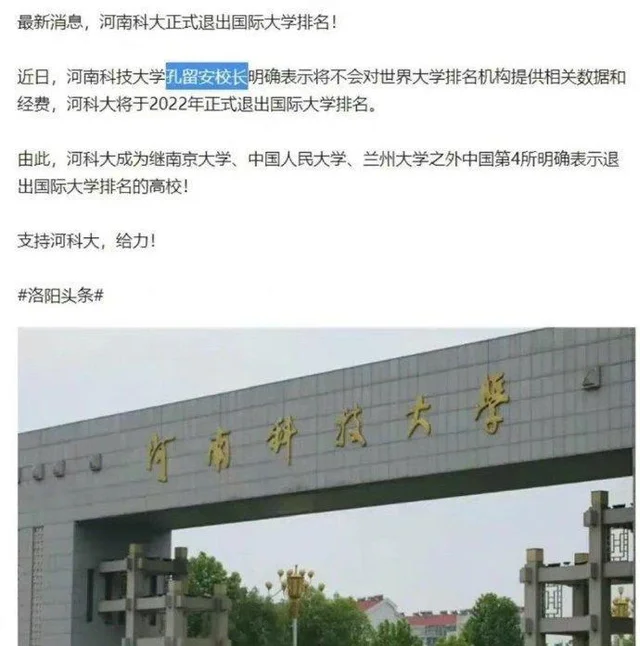 最新消息，河南科大正式退出国际大学排名！
近日，河南科技大学孔留安校长明确表示将不会对世界大学排名机构提供相关数据和
经费，河科大将于2022年正式退出国际大学排名。
由此，河科大成为继南京大学、中国人民大学、兰州大学之外中国第4所明确表示退
出国际大学排名的高校！
支持河科大，给力！
#洛阳头条#
河南科技大学